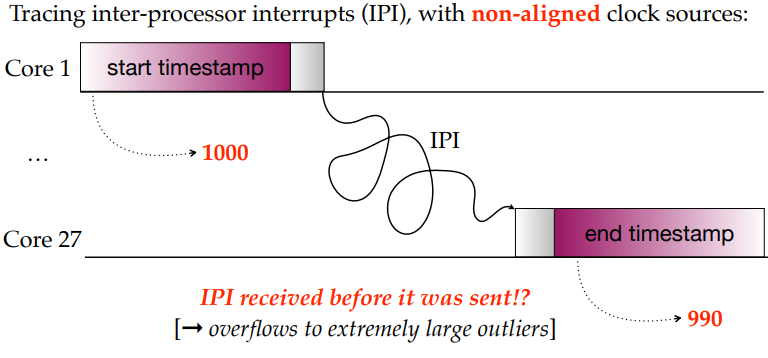 Tracing inter-processor interrupts (IPI), with non-aligned clock sources:
Core 1
start timestamp
1000
IPI
...
Core 27
end timestamp
990
IPI received before it was sent!?
[➞ overflows to extremely large outliers]